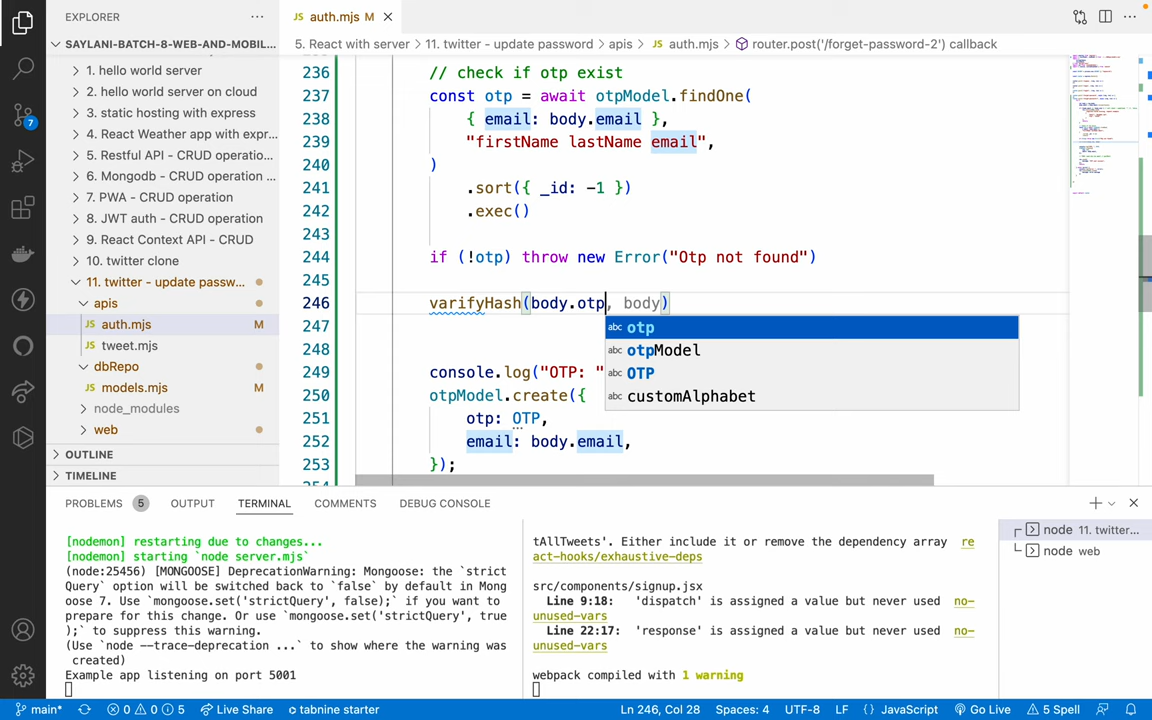 EXPLORER
JS auth.mjs M
SAYLANI-BATCH-8-WEB-AND-MOBIL...
5. React with server > 11. twitter - update password > apis > JS auth.mjs > router.post('/forget-password-2') callback
1. hello world server
2. hello world server on cloud
3. static hosting with express
4. React Weather app with expr...
5. Restful API - CRUD operatio...
6. Mongodb - CRUD operation ...
7. PWA - CRUD operation
8. JWT auth - CRUD operation
9. React Context API - CRUD
10. twitter clone
11. twitter - update passw...
apis
JS auth.mjs M
JS tweet.mjs
dbRepo
JS models.mjs M
node_modules
web
OUTLINE
TIMELINE
7
236 // check if otp exist
237 const otp = await otpModel.findOne(
238 { email: body.email },
239 "firstName lastName email",
240 )
241 .sort({ _id: -1 })
242 .exec()
243
244 if (!otp) throw new Error("Otp not found")
245
246 varifyHash(body.otp, body)
247
248
249 console.log("OTP: "
250 otpModel.create({
251 otp: OTP,
252 email: body.email,
253 });
abc otp
abc otpModel
abc OTP
abc customAlphabet
PROBLEMS 5 OUTPUT TERMINAL COMMENTS DEBUG CONSOLE
[nodemon] restarting due to changes...
[nodemon] starting `node server.mjs`
(node:25456) [MONGOOSE] DeprecationWarning: Mongoose: the `strict
Query` option will be switched back to `false` by default in Mong
oose 7. Use `mongoose.set('strictQuery', false);` if you want to
prepare for this change. Or use `mongoose.set('strictQuery', true
);` to suppress this warning.
(Use `node --trace-deprecation ...` to show where the warning was
created)
Example app listening on port 5001
tAllTweets'. Either include it or remove the dependency array re
act-hooks/exhaustive-deps
src/components/signup.jsx
Line 9:18: 'dispatch' is assigned a value but never used no-
unused-vars
Line 22:17: 'response' is assigned a value but never used no-
unused-vars
webpack compiled with 1 warning
node 11. twitter...
node web
main* 0 0 5 Live Share tabnine starter Ln 246, Col 28 Spaces: 4 UTF-8 LF {} JavaScript Go Live 5 Spell